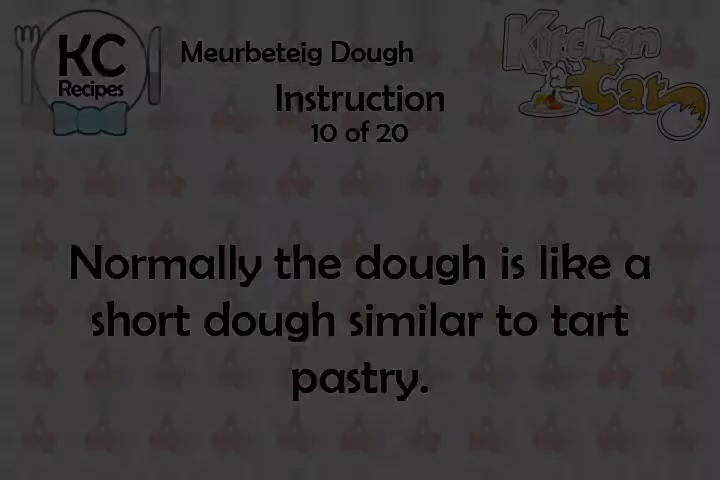 KC
Recipes
Meurbeteig Dough
Kitchen
Cat
Instruction
10 of 20
Normally the dough is like a
short dough similar to tart
pastry.